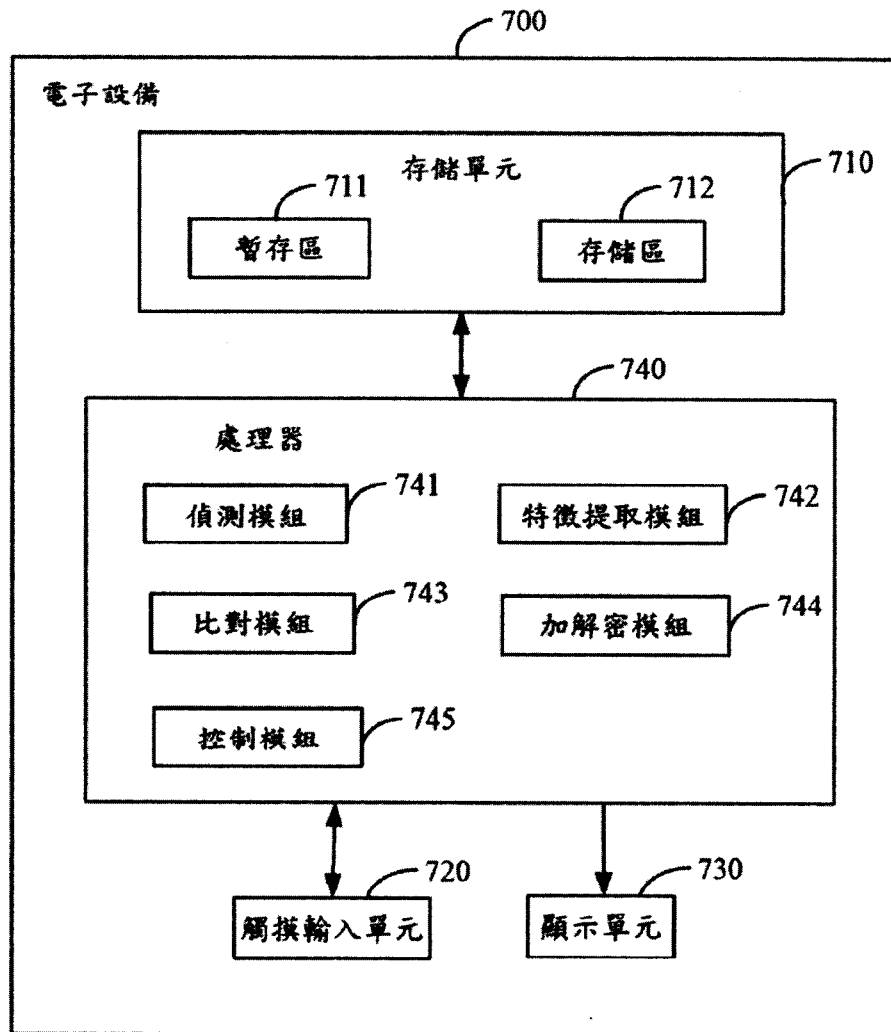 700
電子設備
存儲單元
710
711
712
暫存區
存儲區
740
處理器
741
偵測模組
742
特徵提取模組
743
比對模組
744
加解密模組
745
控制模組
720
觸摸輸入單元
730
顯示單元